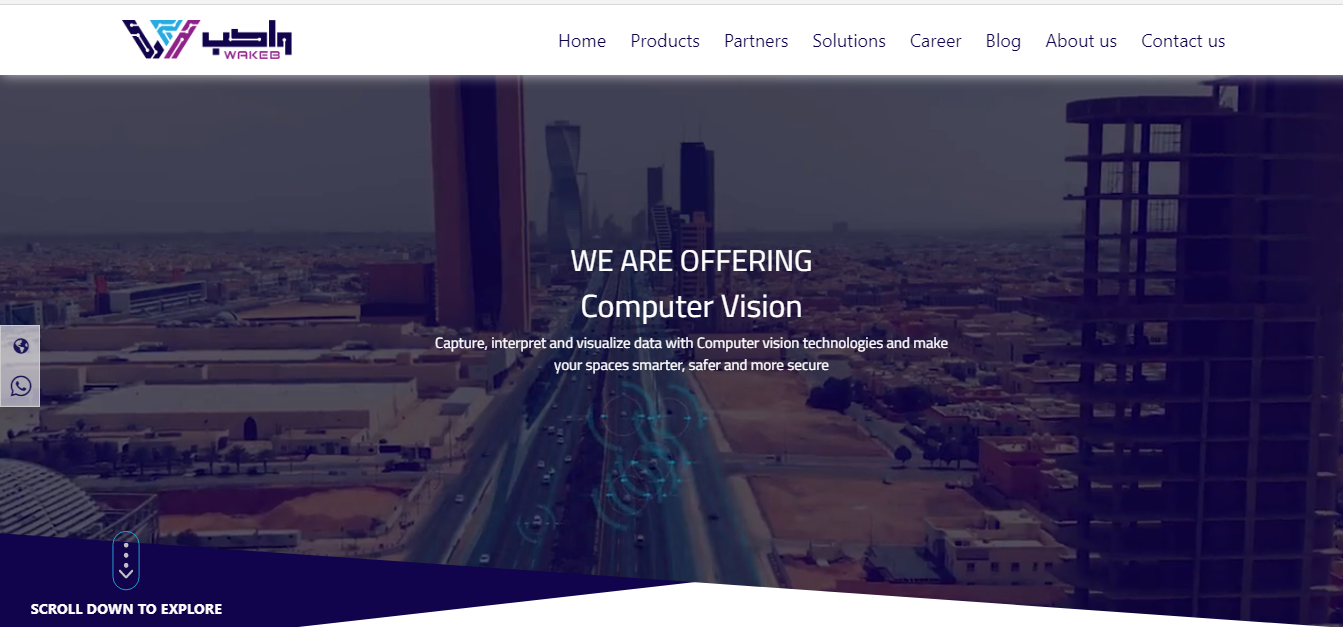 واكب
WAKEB
Home Products Partners Solutions Career Blog About us Contact us
WE ARE OFFERING
Computer Vision
Capture, interpret and visualize data with Computer vision technologies and make
your spaces smarter, safer and more secure
SCROLL DOWN TO EXPLORE